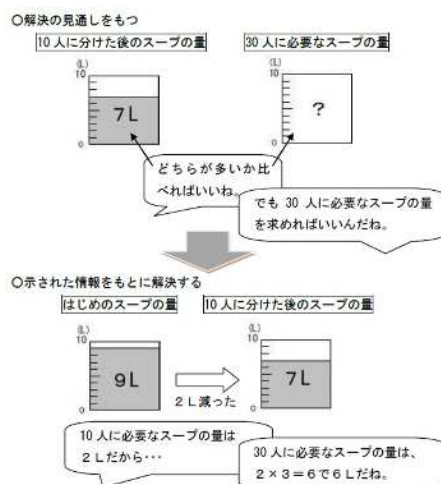 ○解決の見通しをもつ
10人に分けた後のスープの量 30人に必要なスープの量
(L) (L)
10 10
7L ?
0 0
どちらが多いか比
べればいいね。
でも 30 人に必要なスープの量
を求めればいいんだね。
○示された情報をもとに解決する
はじめのスープの量 10人に分けた後のスープの量
(L) (L)
10 10
9L 7L
2L減った
0 0
10人に必要なスープの量は
2Lだから・・・
30人に必要なスープの量は、
2×3=6で6Lだね。